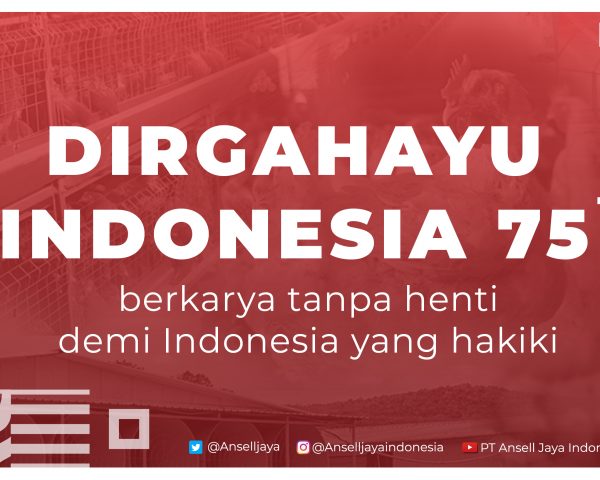 DIRGAHAYU
INDONESIA 75
berkarya tanpa henti
demi Indonesia yang hakiki
@Anselljaya @Anselljayaindonesia PT Ansell Jaya Indon